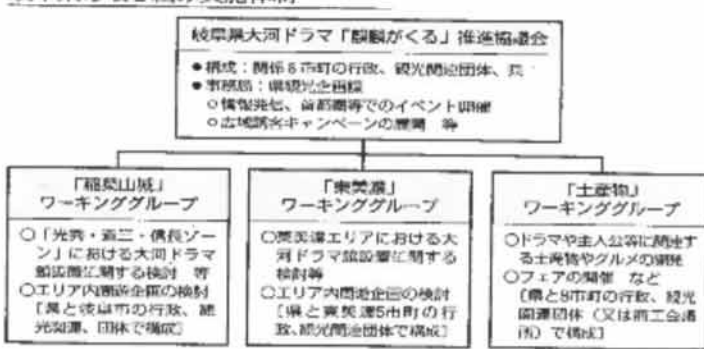 岐阜県大河ドラマ「麒麟がくる」推進協議会
●構成：関係8市町の行政、観光関連団体、県
●事務局：県観光企画課
○情報発信、首都圏等でのイベント開催
○広域誘客キャンペーンの展開 等
「稲葉山城」
ワーキンググループ
○「光秀・道三・信長ゾー
ン」における大河ドラマ
館設置に関する検討 等
○エリア内周遊企画の検討
［県と岐阜市の行政、観
光関連、団体で構成］
「東美濃」
ワーキンググループ
○東美濃エリアにおける大
河ドラマ館設置に関する
検討等
○エリア内周遊企画の検討
［県と東美濃5市町の行
政、観光関連団体で構成］
「土産物」
ワーキンググループ
○ドラマや主人公等に関連す
る土産物やグルメの開発
○フェアの開催 など
［県と8市町の行政、観光
関連団体（又は商工会議
所）で構成］